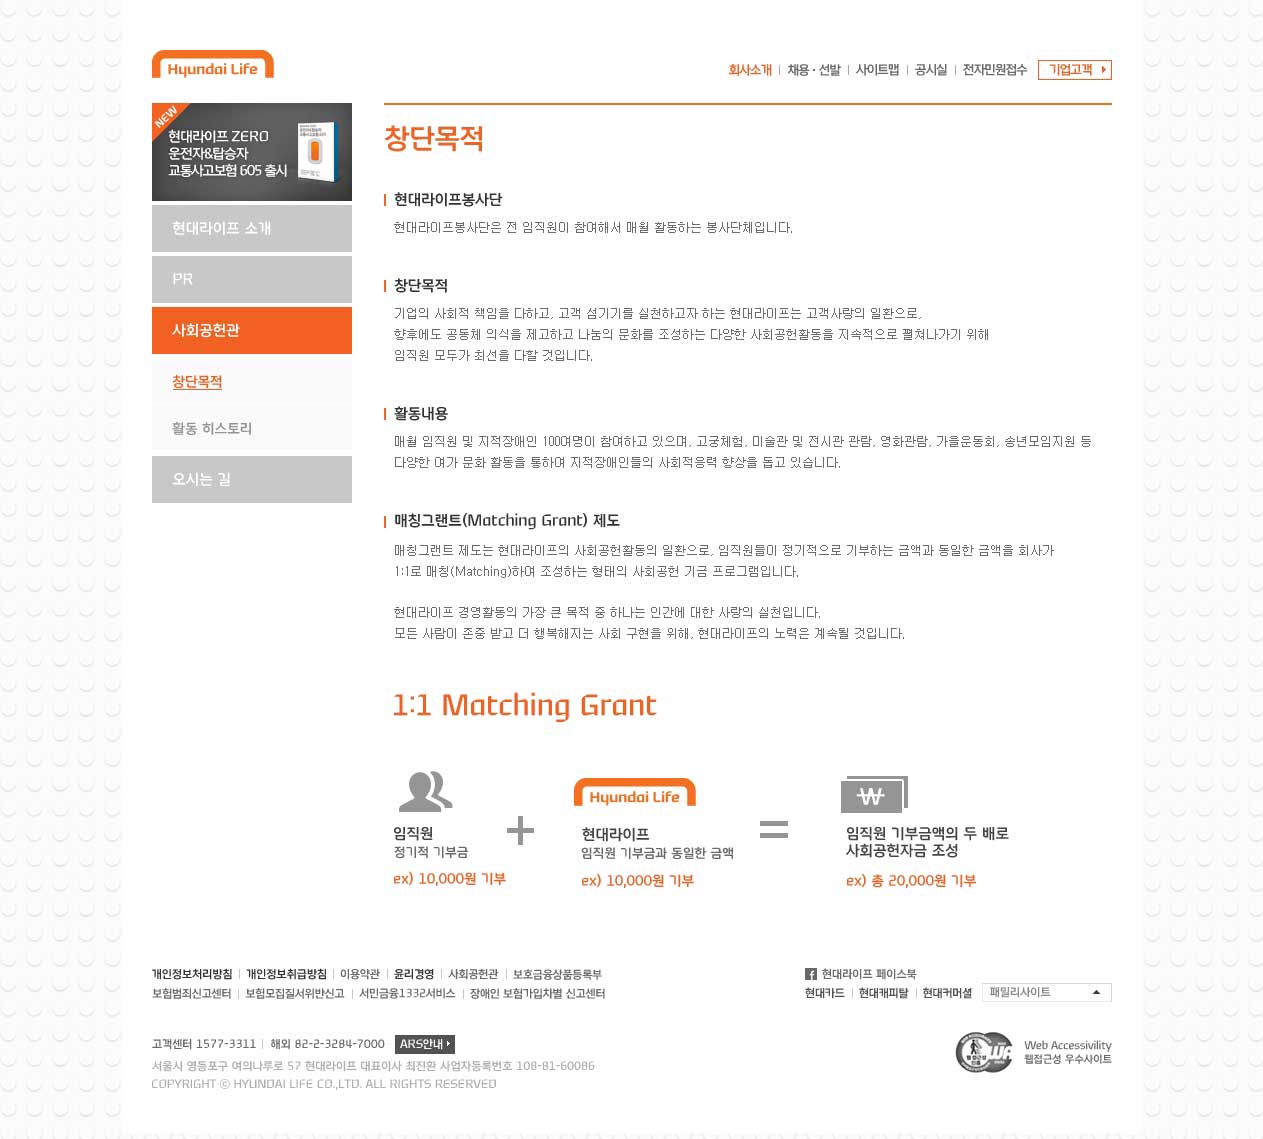 Hyundai Life
회사소개 | 채용·선발 | 사이트맵 | 공시실 | 전자민원접수
기업고객
NEW
현대라이프 ZERO
운전자&탑승자
교통사고보험 605 출시
현대라이프 소개
PR
사회공헌관
창단목적
활동 히스토리
오시는 길
창단목적
현대라이프봉사단
현대라이프봉사단은 전 임직원이 참여해서 매월 활동하는 봉사단체입니다.
창단목적
기업의 사회적 책임을 다하고, 고객 섬기기를 실천하고자 하는 현대라이프는 고객사랑의 일환으로,
향후에도 공동체 의식을 제고하고 나눔의 문화를 조성하는 다양한 사회공헌활동을 지속적으로 펼쳐나가기 위해
임직원 모두가 최선을 다할 것입니다.
활동내용
매월 임직원 및 지적장애인 100여명이 참여하고 있으며, 고궁체험, 미술관 및 전시관 관람, 영화관람, 가을운동회, 송년모임지원 등
다양한 여가 문화 활동을 통하여 지적장애인들의 사회적응력 향상을 돕고 있습니다.
매칭그랜트(Matching Grant) 제도
매칭그랜트 제도는 현대라이프의 사회공헌활동의 일환으로, 임직원들이 정기적으로 기부하는 금액과 동일한 금액을 회사가
1:1로 매칭(Matching)하여 조성하는 형태의 사회공헌 기금 프로그램입니다.
현대라이프 경영활동의 가장 큰 목적 중 하나는 인간에 대한 사랑의 실천입니다.
모든 사람이 존중 받고 더 행복해지는 사회 구현을 위해, 현대라이프의 노력은 계속될 것입니다.
1:1 Matching Grant
임직원
정기적 기부금
ex) 10,000원 기부
+
Hyundai Life
현대라이프
임직원 기부금과 동일한 금액
ex) 10,000원 기부
=
₩
임직원 기부금액의 두 배로
사회공헌자금 조성
ex) 총 20,000원 기부
개인정보처리방침 | 개인정보취급방침 | 이용약관 | 윤리경영 | 사회공헌관 | 보호금융상품등록부
보험범죄신고센터 | 보험모집질서위반신고 | 서민금융1332서비스 | 장애인 보험가입차별 신고센터
현대라이프 페이스북
현대카드 | 현대캐피탈 | 현대커머셜
패밀리사이트
고객센터 1577-3311 | 해외 82-2-3284-7000
ARS안내
서울시 영등포구 여의나루로 57 현대라이프 대표이사 최진환 사업자등록번호 108-81-60086
COPYRIGHT ⓒ HYUNDAI LIFE CO.,LTD. ALL RIGHTS RESERVED
Web Accessivility
웹접근성 우수사이트